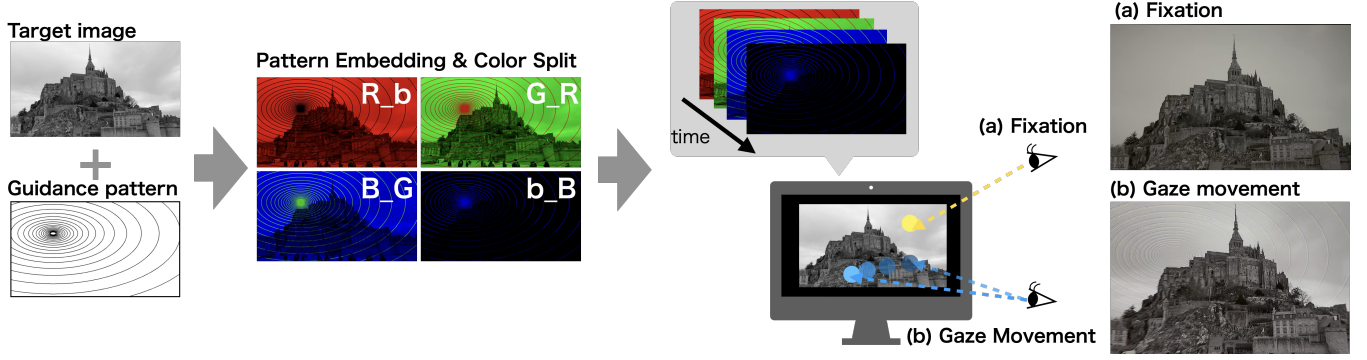 Target image
Guidance pattern
Pattern Embedding & Color Split
R_b
G_R
B_G
b_B
time
(a) Fixation
(b) Gaze Movement
(a) Fixation
(b) Gaze movement